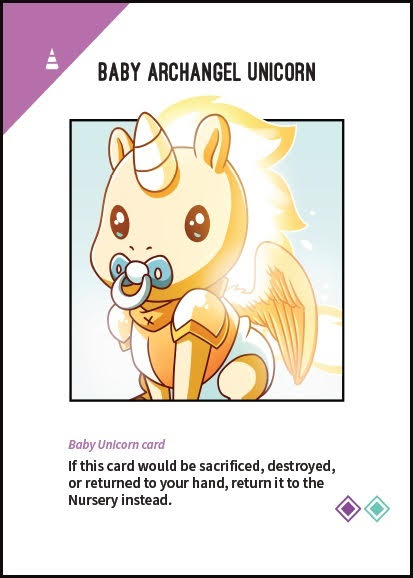 BABY ARCHANGEL UNICORN
Baby Unicorn card
If this card would be sacrificed, destroyed,
or returned to your hand, return it to the
Nursery instead.